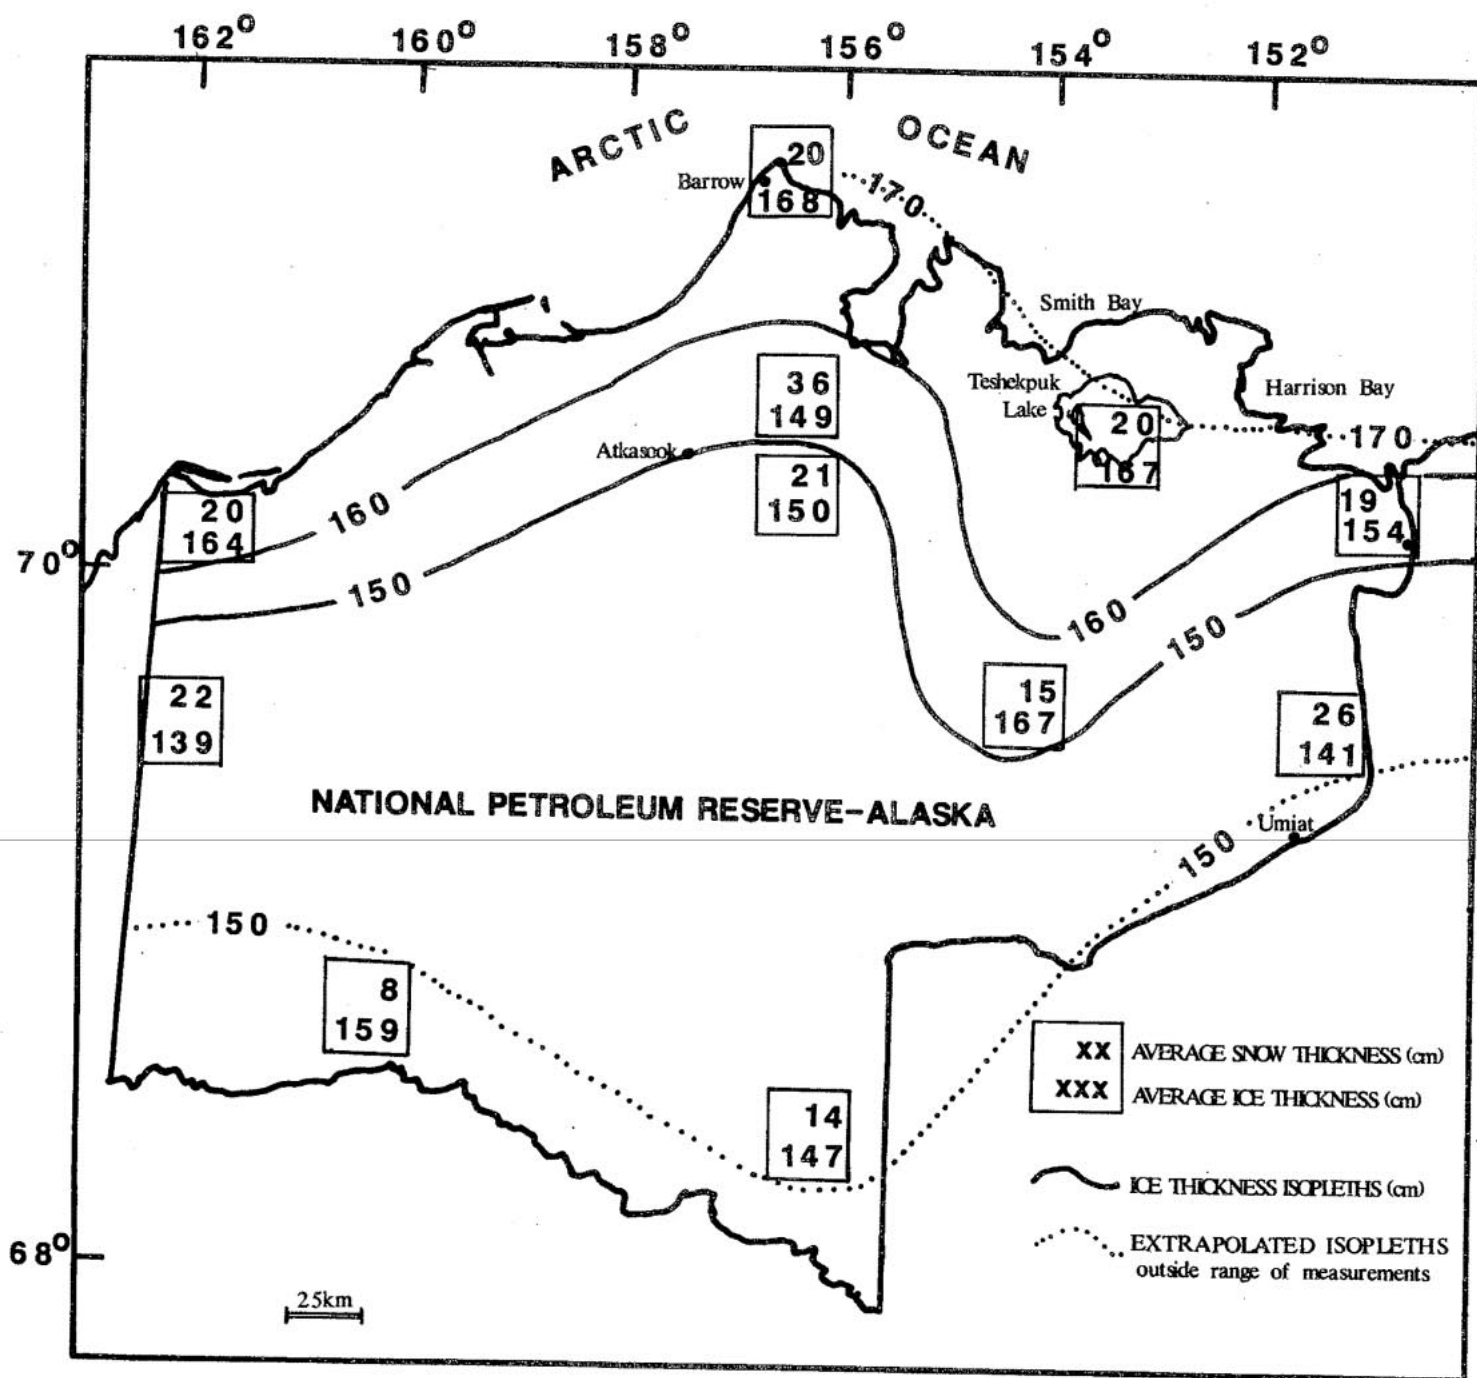 162° 160° 158° 156° 154° 152°
ARCTIC OCEAN
20
Barrow
168
170
Smith Bay
36
149
Teshekpuk
Lake
Harrison Bay
20
167
170
Atkasook
21
150
20
164
160
19
154
70°
150
160
150
22
139
15
167
26
141
NATIONAL PETROLEUM RESERVE-ALASKA
Umiat
150
150
8
159
14
147
XX AVERAGE SNOW THICKNESS (cm)
XXX AVERAGE ICE THICKNESS (cm)
ICE THICKNESS ISOPLETHS (cm)
68°
EXTRAPOLATED ISOPLETHS
outside range of measurements
25km